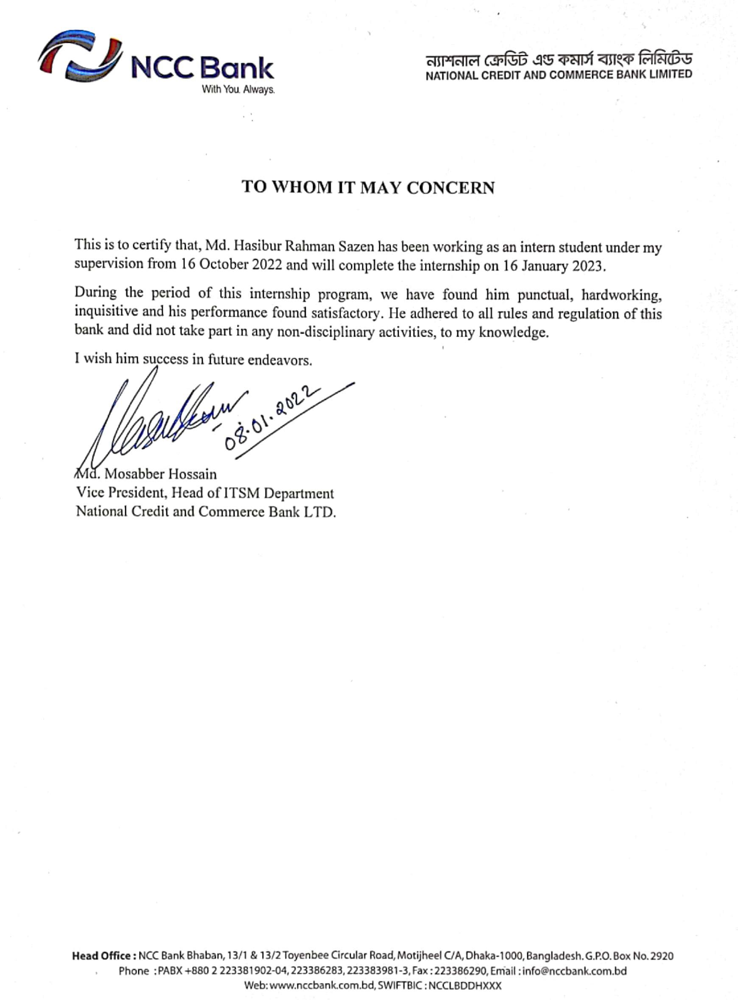 NCC Bank
With You. Always.
ন্যাশনাল ক্রেডিট এন্ড কমার্স ব্যাংক লিমিটেড
NATIONAL CREDIT AND COMMERCE BANK LIMITED
TO WHOM IT MAY CONCERN
This is to certify that, Md. Hasibur Rahman Sazen has been working as an intern student under my
supervision from 16 October 2022 and will complete the internship on 16 January 2023.
During the period of this internship program, we have found him punctual, hardworking,
inquisitive and his performance found satisfactory. He adhered to all rules and regulation of this
bank and did not take part in any non-disciplinary activities, to my knowledge.
I wish him success in future endeavors.
08.01.2022
Md. Mosabber Hossain
Vice President, Head of ITSM Department
National Credit and Commerce Bank LTD.
Head Office : NCC Bank Bhaban, 13/1 & 13/2 Toyenbee Circular Road, Motijheel C/A, Dhaka-1000, Bangladesh. G.P.O. Box No. 2920
Phone : PABX +880 2 223381902-04, 223386283, 223383981-3, Fax : 223386290, Email : info@nccbank.com.bd
Web: www.nccbank.com.bd, SWIFTBIC : NCCLBDDHXXX